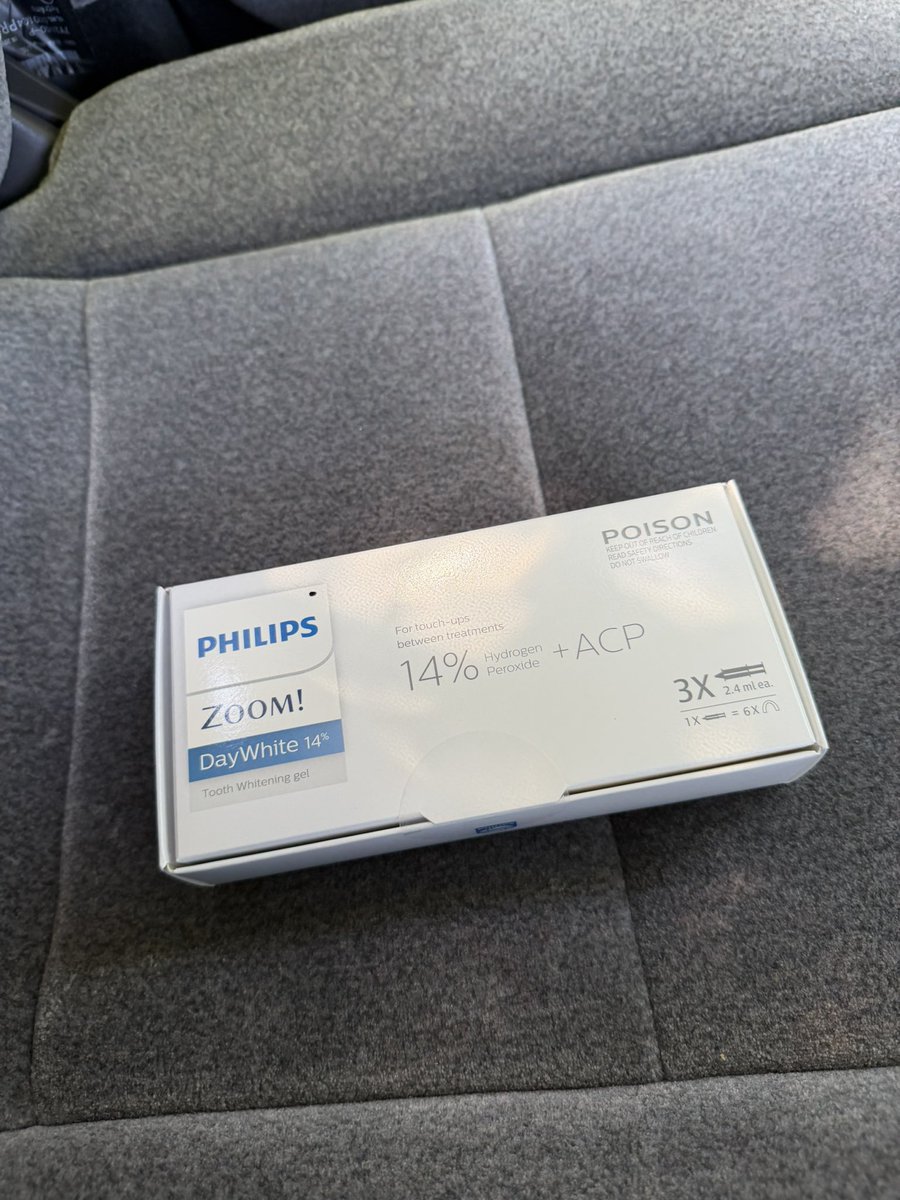 PHILIPS
ZOOM!
DayWhite 14%
Tooth Whitening gel
For touch-ups
between treatments
14% Hydrogen
Peroxide
+ACP
POISON
KEEP OUT OF REACH OF CHILDREN
READ SAFETY DIRECTIONS
DO NOT SWALLOW
3X
2.4 ml ea.
1X = 6X